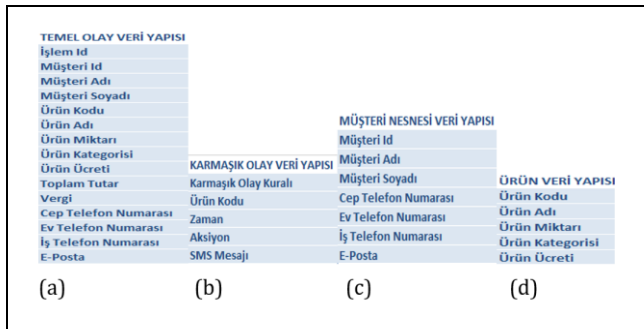 TEMEL OLAY VERİ YAPISI
İşlem Id
Müşteri Id
Müşteri Adı
Müşteri Soyadı
Ürün Kodu
Ürün Adı
Ürün Miktarı
Ürün Kategorisi
Ürün Ücreti
Toplam Tutar
Vergi
Cep Telefon Numarası
Ev Telefon Numarası
İş Telefon Numarası
E-Posta
(a)
KARMAŞIK OLAY VERİ YAPISI
Karmaşık Olay Kuralı
Ürün Kodu
Zaman
Aksiyon
SMS Mesajı
(b)
MÜŞTERİ NESNESİ VERİ YAPISI
Müşteri Id
Müşteri Adı
Müşteri Soyadı
Cep Telefon Numarası
Ev Telefon Numarası
İş Telefon Numarası
E-Posta
(c)
ÜRÜN VERİ YAPISI
Ürün Kodu
Ürün Adı
Ürün Miktarı
Ürün Kategorisi
Ürün Ücreti
(d)